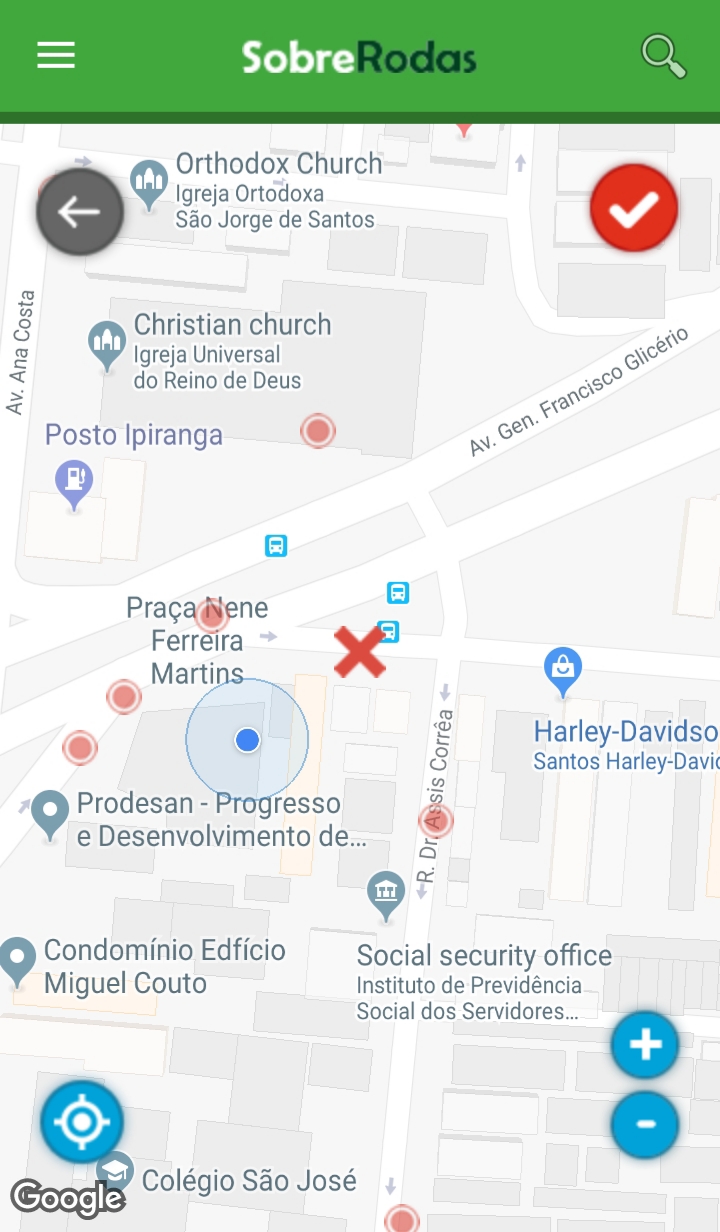 SobreRodas
Orthodox Church
Igreja Ortodoxa
São Jorge de Santos
Av. Ana Costa
Christian church
Igreja Universal
do Reino de Deus
Av. Gen. Francisco Glicério
Posto Ipiranga
Praça Nene
Ferreira
Martins
Harley-Davidso
Santos Harley-David
R. Dr. Assis Corrêa
Prodesan - Progresso
e Desenvolvimento de...
Condomínio Edfício
Miguel Couto
Social security office
Instituto de Previdência
Social dos Servidores...
Colégio São José
Google